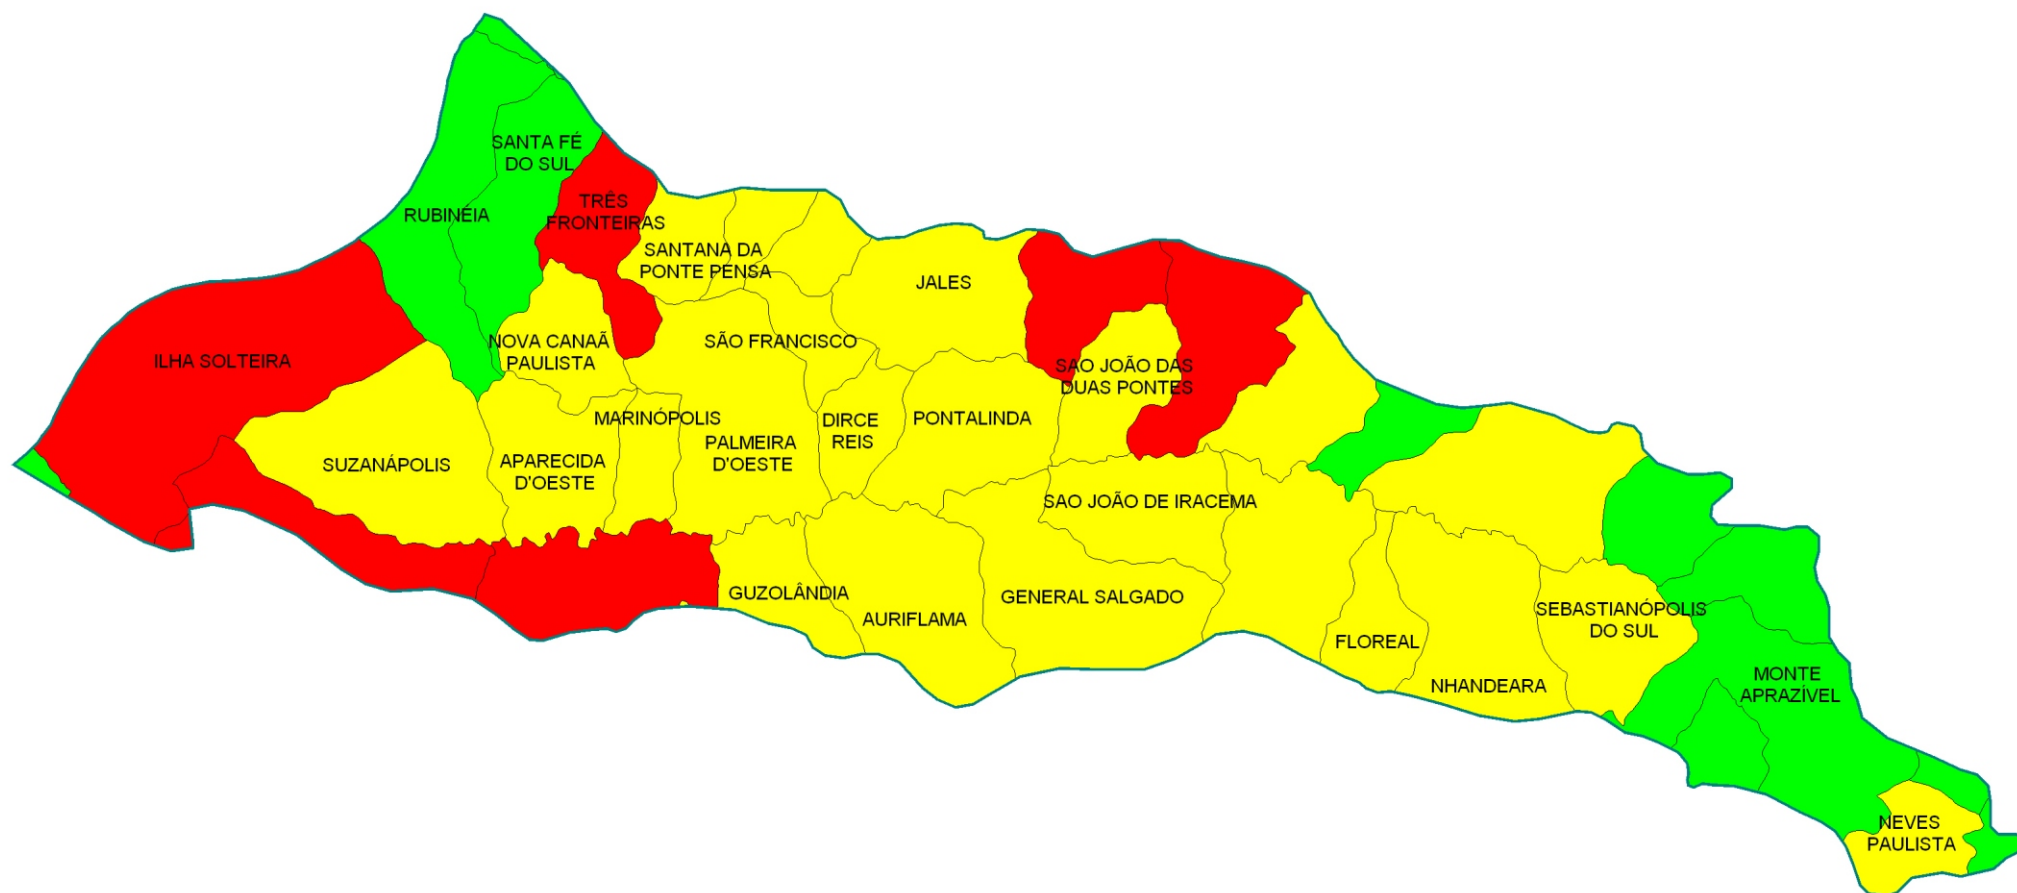 SANTA FÉ
DO SUL
TRÊS
FRONTEIRAS
RUBINÉIA
SANTANA DA
PONTE PENSA
JALES
ILHA SOLTEIRA
NOVA CANAÃ
PAULISTA
SÃO FRANCISCO
SAO JOÃO DAS
DUAS PONTES
MARINÓPOLIS
DIRCE
REIS
PONTALINDA
SUZANÁPOLIS
APARECIDA
D'OESTE
PALMEIRA
D'OESTE
SAO JOÃO DE IRACEMA
GUZOLÂNDIA
AURIFLAMA
GENERAL SALGADO
FLOREAL
SEBASTIANÓPOLIS
DO SUL
NHANDEARA
MONTE
APRAZÍVEL
NEVES
PAULISTA